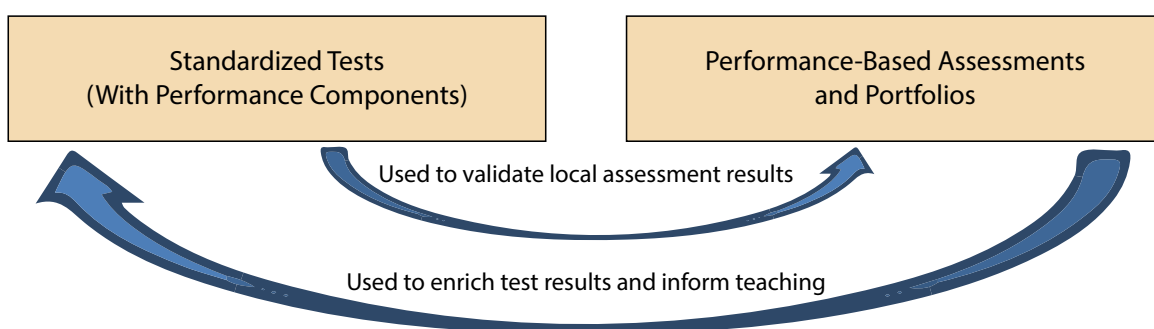 Standardized Tests
(With Performance Components)
Performance-Based Assessments
and Portfolios
Used to validate local assessment results
Used to enrich test results and inform teaching